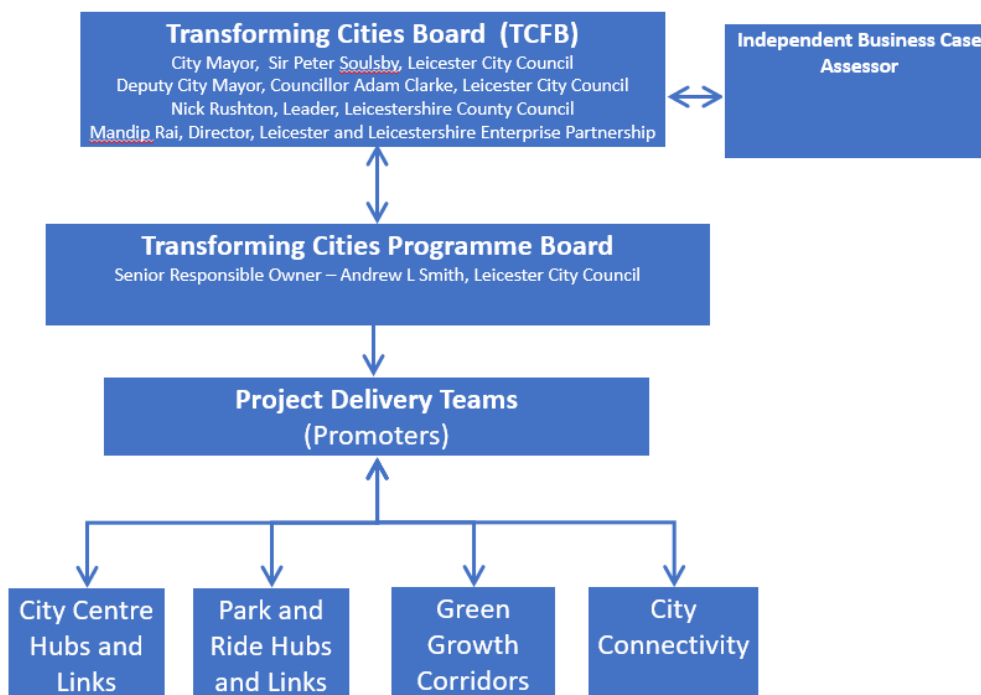 Transforming Cities Board (TCFB)
City Mayor, Sir Peter Soulsby, Leicester City Council
Deputy City Mayor, Councillor Adam Clarke, Leicester City Council
Nick Rushton, Leader, Leicestershire County Council
Mandip Rai, Director, Leicester and Leicestershire Enterprise Partnership
Independent Business Case
Assessor
Transforming Cities Programme Board
Senior Responsible Owner – Andrew L Smith, Leicester City Council
Project Delivery Teams
(Promoters)
City Centre
Hubs and
Links
Park and
Ride Hubs
and Links
Green
Growth
Corridors
City
Connectivity